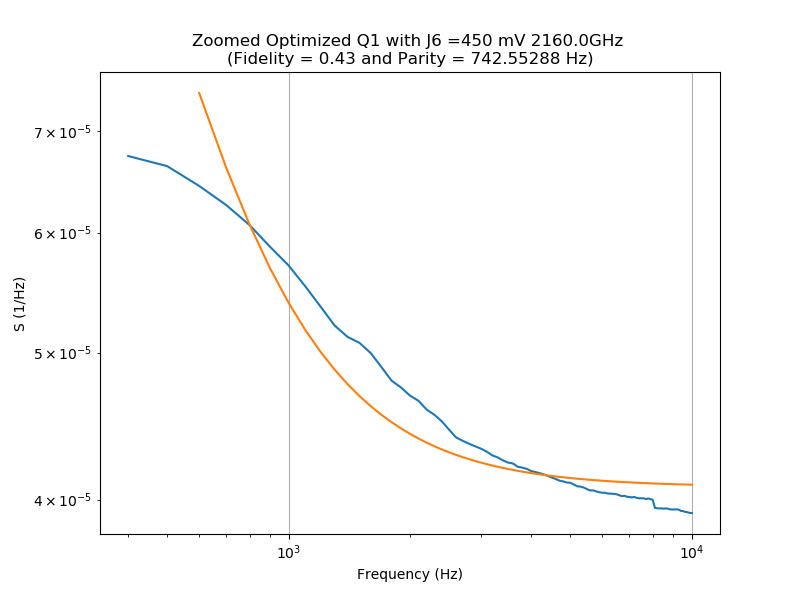 Zoomed Optimized Q1 with J6 =450 mV 2160.0GHz
(Fidelity = 0.43 and Parity = 742.55288 Hz)
7 × 10⁻⁵
6 × 10⁻⁵
5 × 10⁻⁵
4 × 10⁻⁵
S (1/Hz)
10³
10⁴
Frequency (Hz)